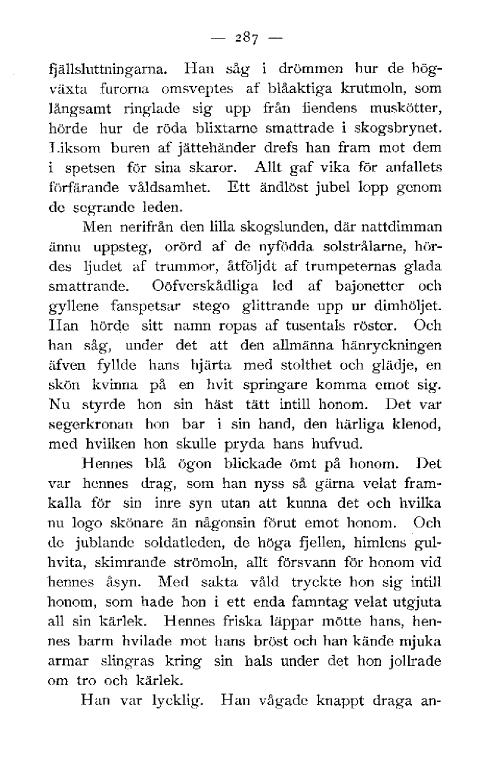 — 287 —
fjällsluttningarna. Han såg i drömmen hur de hög-
växta furorna omsveptes af blåaktiga krutmoln, som
långsamt ringlade sig upp från fiendens muskötter,
hörde hur de röda blixtarne smattrade i skogsbrynet.
Liksom buren af jättehänder drefs han fram mot dem
i spetsen för sina skaror. Allt gaf vika för anfallets
förfärande våldsamhet. Ett ändlöst jubel lopp genom
de segrande leden.
Men nerifrån den lilla skogslunden, där nattdimman
ännu uppsteg, orörd af de nyfödda solstrålarne, hör-
des ljudet af trummor, åtföljdt af trumpeternas glada
smattrande. Oöfverskådliga led af bajonetter och
gyllene fanspetsar stego glittrande upp ur dimhöljet.
Han hörde sitt namn ropas af tusentals röster. Och
han såg, under det att den allmänna hänryckningen
äfven fyllde hans hjärta med stolthet och glädje, en
skön kvinna på en hvit springare komma emot sig.
Nu styrde hon sin häst tätt intill honom. Det var
segerkronan hon bar i sin hand, den härliga klenod,
med hvilken hon skulle pryda hans hufvud.
Hennes blå ögon blickade ömt på honom. Det
var hennes drag, som han nyss så gärna velat fram-
kalla för sin inre syn utan att kunna det och hvilka
nu logo skönare än någonsin förut emot honom. Och
de jublande soldatleden, de höga fjellen, himlens gul-
hvita, skimrande strömoln, allt försvann för honom vid
hennes åsyn. Med sakta våld tryckte hon sig intill
honom, som hade hon i ett enda famntag velat utgjuta
all sin kärlek. Hennes friska läppar mötte hans, hen-
nes barm hvilade mot hans bröst och han kände mjuka
armar slingras kring sin hals under det hon jollrade
om tro och kärlek.
Han var lycklig. Han vågade knappt draga an-